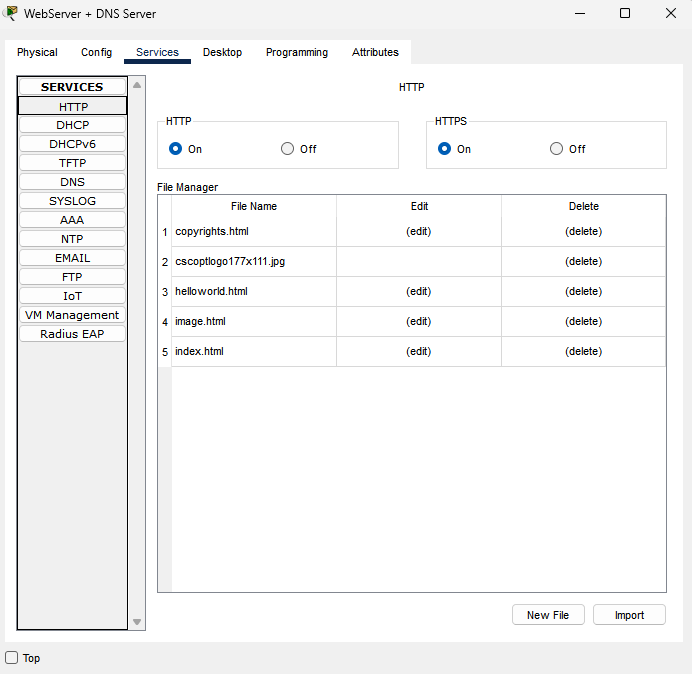 WebServer + DNS Server
Physical Config Services Desktop Programming Attributes
SERVICES
HTTP
DHCP
DHCPv6
TFTP
DNS
SYSLOG
AAA
NTP
EMAIL
FTP
IoT
VM Management
Radius EAP
HTTP
HTTP
On Off
HTTPS
On Off
File Manager
File Name Edit Delete
1 copyrights.html (edit) (delete)
2 cscoptlogo177x111.jpg (delete)
3 helloworld.html (edit) (delete)
4 image.html (edit) (delete)
5 index.html (edit) (delete)
New File Import
Top